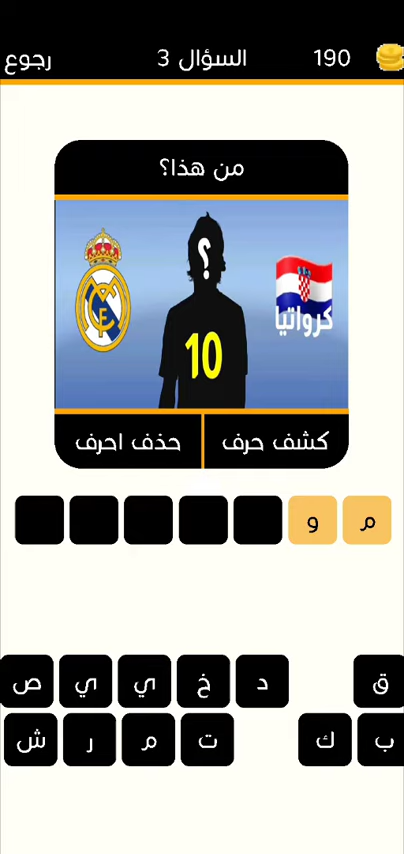 رجوع السؤال 3 190
من هذا؟
؟
10
كرواتيا
كشف حرف حذف احرف
م و
ق د خ ي ي ص
ب ك ت م ر ش